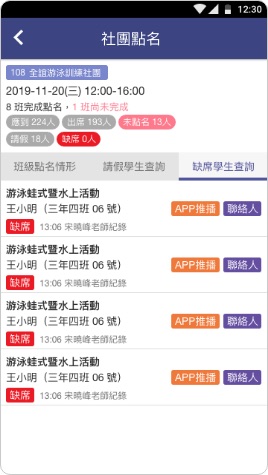 12:30
社團點名
108 全誼游泳訓練社團
2019-11-20(三) 12:00-16:00
8 班完成點名，1 班尚未完成
應到 224人 出席 193人 未點名 13人
請假 18人 缺席 0人
班級點名情形 請假學生查詢 缺席學生查詢
游泳蛙式暨水上活動
王小明（三年四班 06 號） APP推播 聯絡人
缺席 13:06 宋曉峰老師紀錄
游泳蛙式暨水上活動
王小明（三年四班 06 號） APP推播 聯絡人
缺席 13:06 宋曉峰老師紀錄
游泳蛙式暨水上活動
王小明（三年四班 06 號） APP推播 聯絡人
缺席 13:06 宋曉峰老師紀錄
游泳蛙式暨水上活動
王小明（三年四班 06 號） APP推播 聯絡人
缺席 13:06 宋曉峰老師紀錄